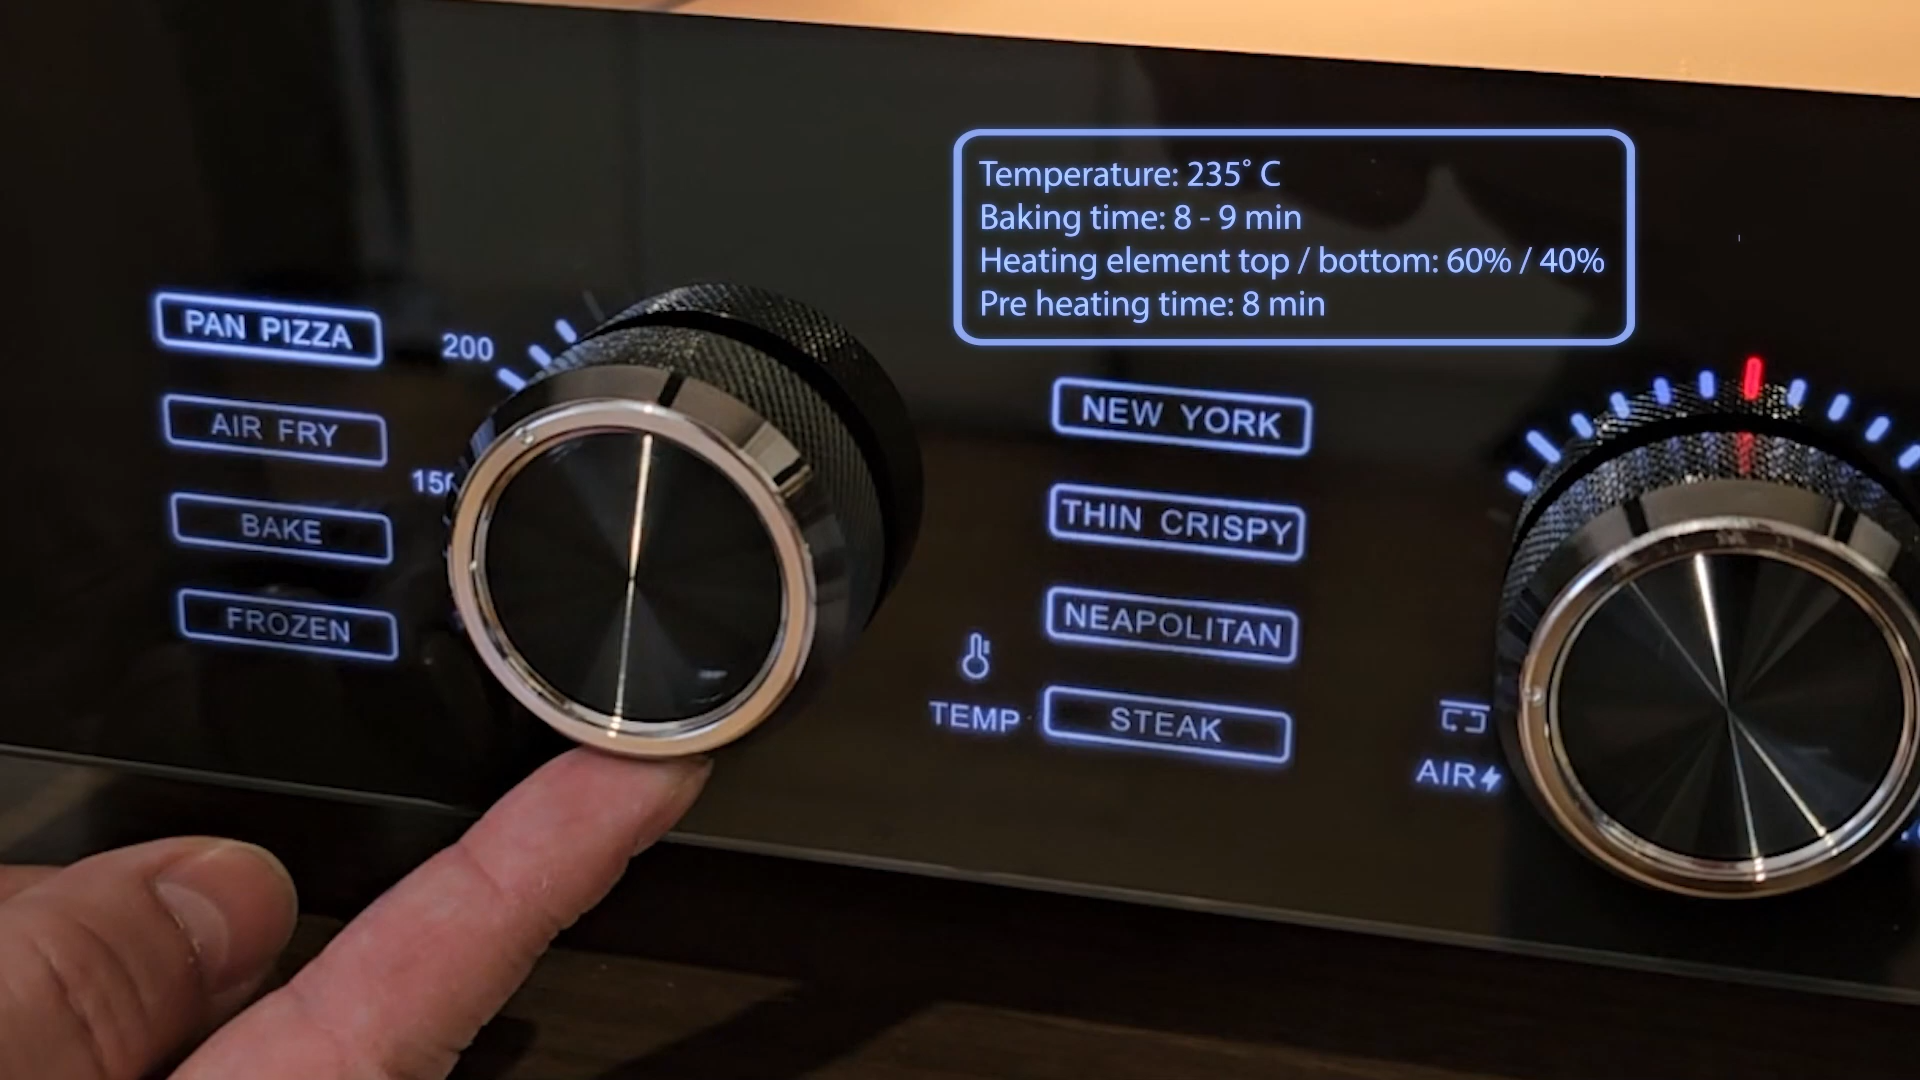 Temperature: 235° C
Baking time: 8 - 9 min
Heating element top / bottom: 60% / 40%
Pre heating time: 8 min
PAN PIZZA
AIR FRY
BAKE
FROZEN
200
NEW YORK
THIN CRISPY
NEAPOLITAN
STEAK
TEMP
AIR